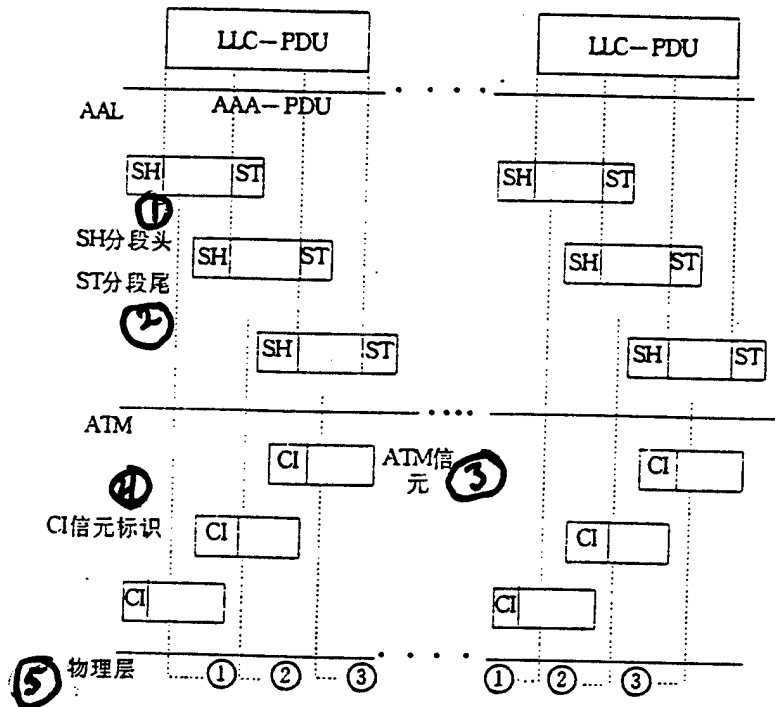 LLC-PDU LLC-PDU
AAL AAA-PDU
SH ST SH ST
①
SH分段头 SH ST SH ST
ST分段尾
② SH ST SH ST
ATM
CI ATM信元 ③ CI
④
CI信元标识 CI CI
CI CI
⑤ 物理层 ① ② ③ ① ② ③